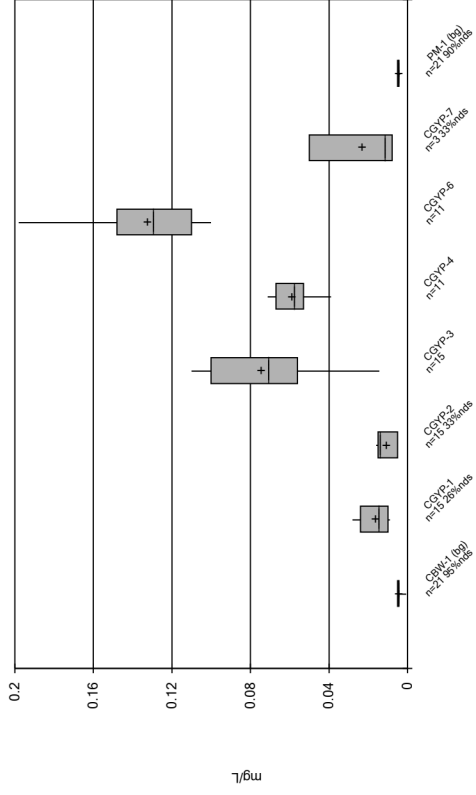 0.2
0.16
0.12
0.08
0.04
0
mg/L
CBW-1 (bg)
n=21 95%nds
CGYP-1
n=15 26%nds
CGYP-2
n=15 33%nds
CGYP-3
n=15
CGYP-4
n=11
CGYP-6
n=11
CGYP-7
n=3 33%nds
PM-1 (bg)
n=21 90%nds